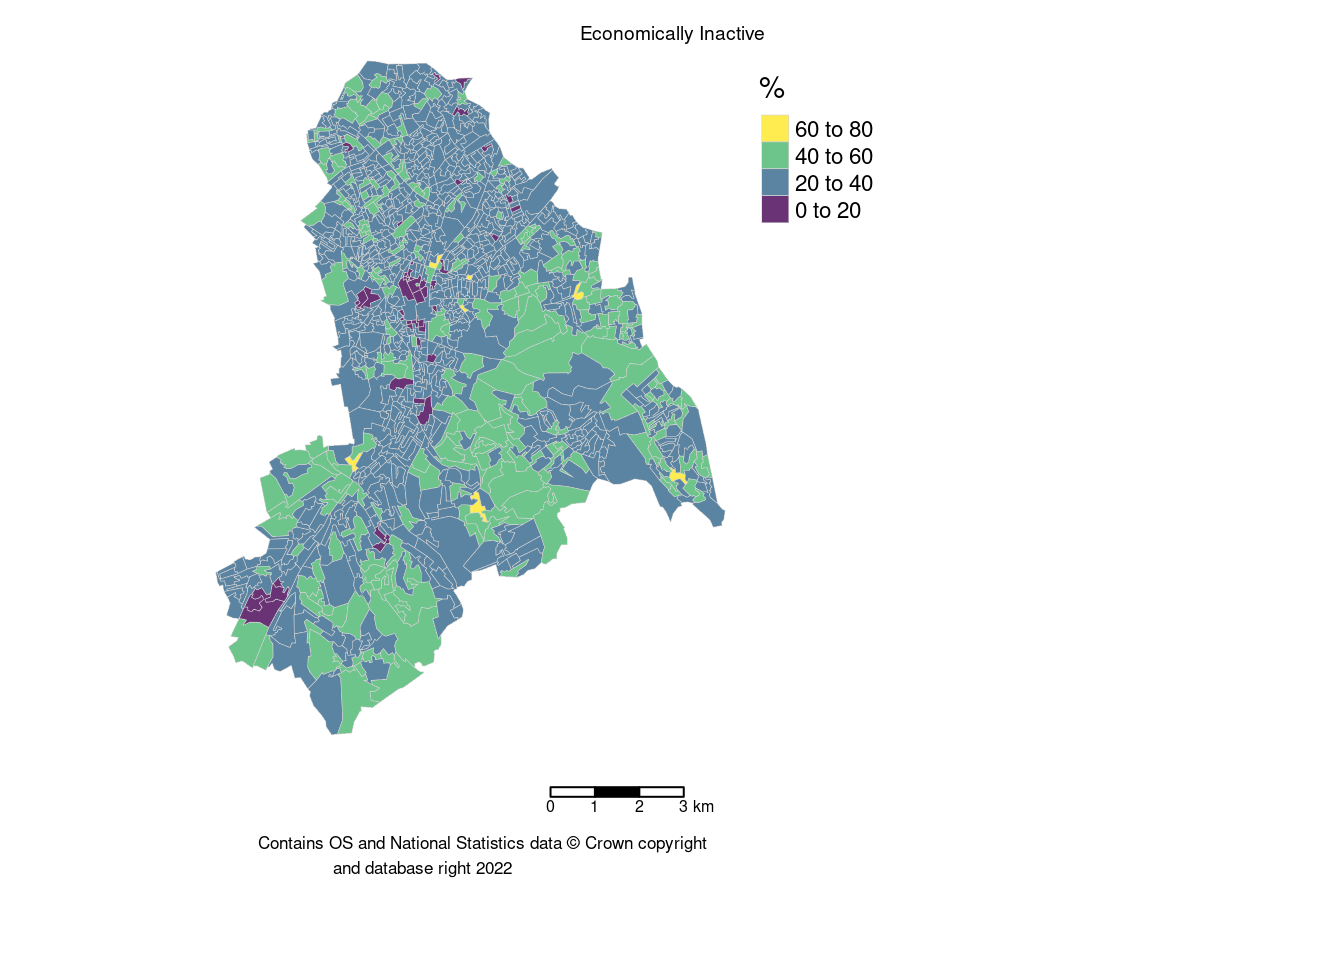 Economically Inactive
%
60 to 80
40 to 60
20 to 40
0 to 20
0 1 2 3 km
Contains OS and National Statistics data © Crown copyright
and database right 2022